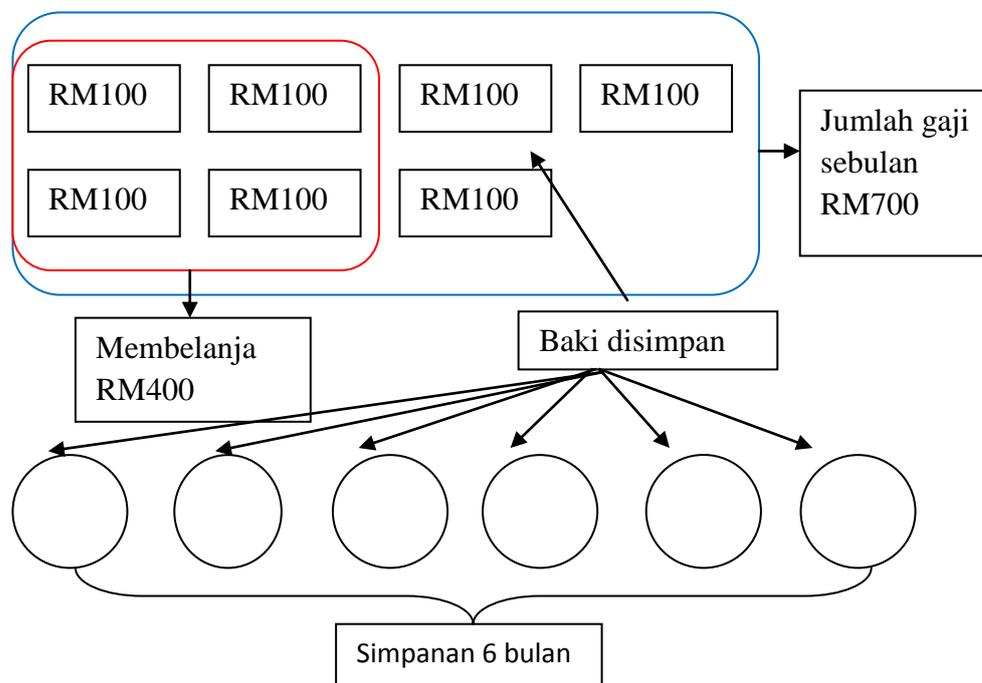 RM100
RM100
RM100
RM100
RM100
RM100
RM100
Jumlah gaji
sebulan
RM700
Membelanja
RM400
Baki disimpan
Simpanan 6 bulan